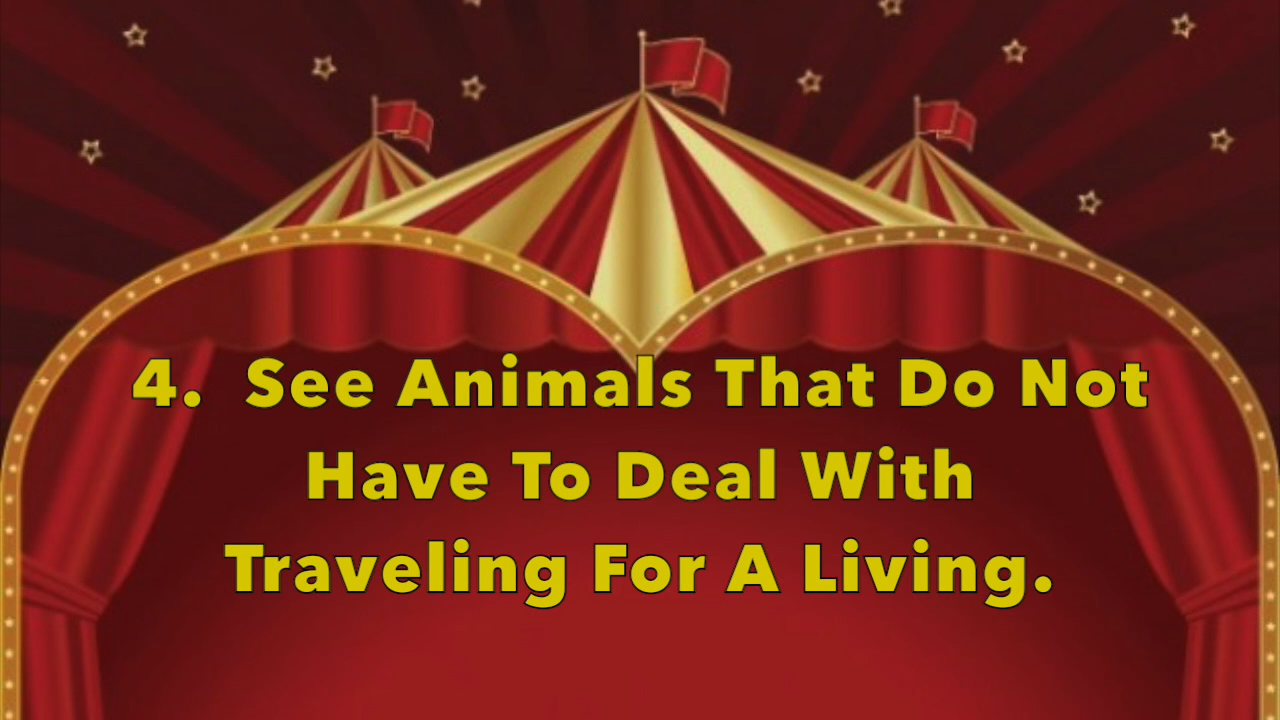 4. See Animals That Do Not
Have To Deal With
Traveling For A Living.